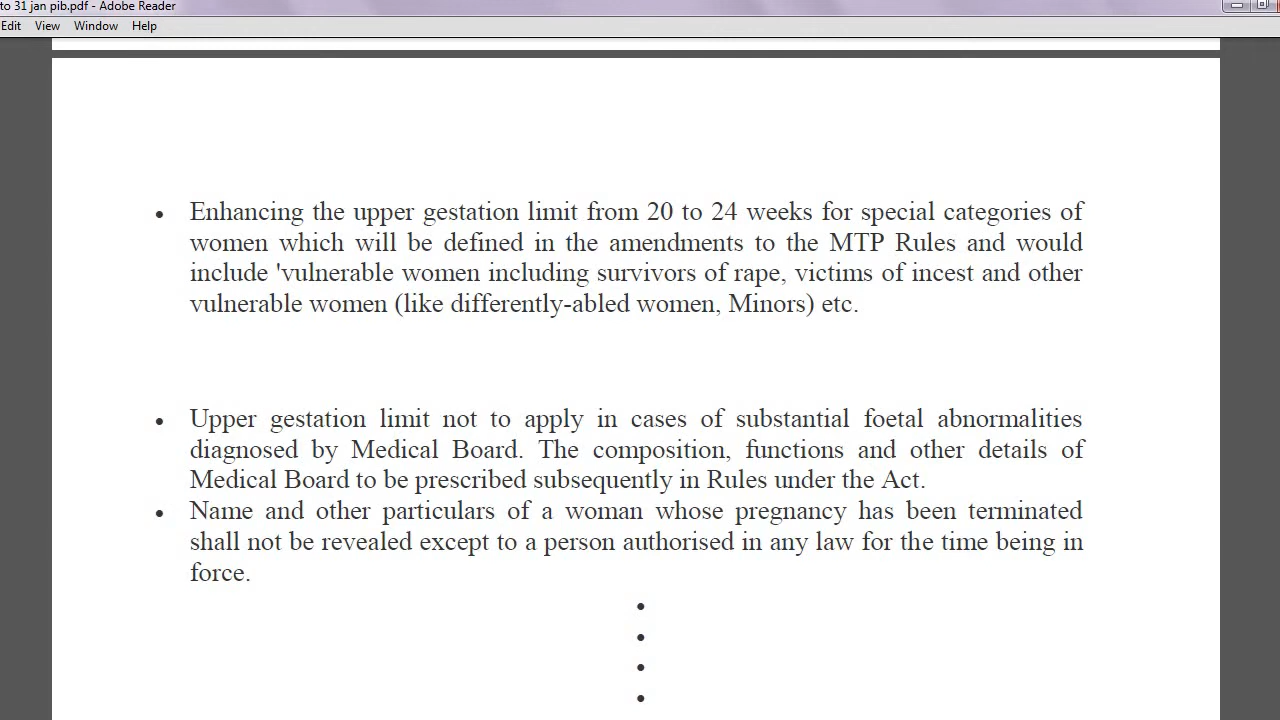 to 31 jan pib.pdf - Adobe Reader
Edit View Window Help
• Enhancing the upper gestation limit from 20 to 24 weeks for special categories of
women which will be defined in the amendments to the MTP Rules and would
include 'vulnerable women including survivors of rape, victims of incest and other
vulnerable women (like differently-abled women, Minors) etc.
• Upper gestation limit not to apply in cases of substantial foetal abnormalities
diagnosed by Medical Board. The composition, functions and other details of
Medical Board to be prescribed subsequently in Rules under the Act.
• Name and other particulars of a woman whose pregnancy has been terminated
shall not be revealed except to a person authorised in any law for the time being in
force.
•
•
•
•